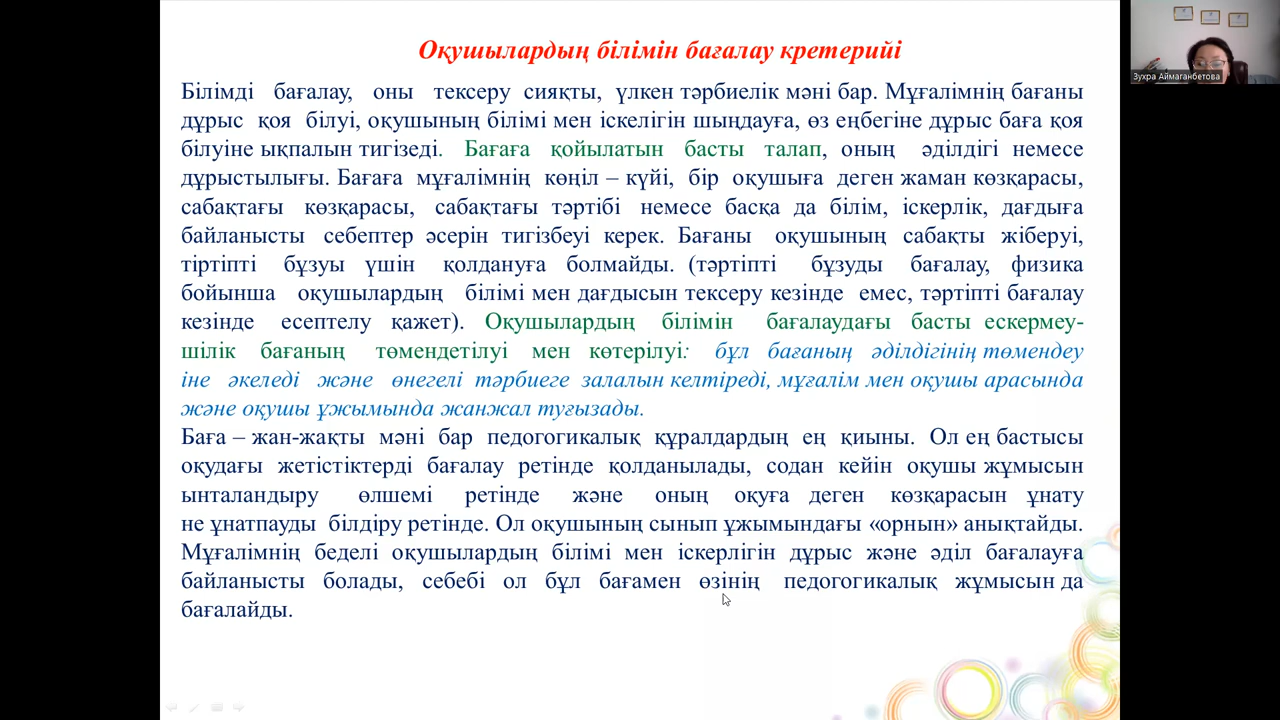 Оқушылардың білімін бағалау кретерийі
Білімді бағалау, оны тексеру сияқты, үлкен тәрбиелік мәні бар. Мұғалімнің бағаны
дұрыс қоя білуі, оқушының білімі мен іскелігін шыңдауға, өз еңбегіне дұрыс баға қоя
білуіне ықпалын тигізеді. Бағаға қойылатын басты талап, оның әділдігі немесе
дұрыстылығы. Бағаға мұғалімнің көңіл – күйі, бір оқушыға деген жаман көзқарасы,
сабақтағы көзқарасы, сабақтағы тәртібі немесе басқа да білім, іскерлік, дағдыға
байланысты себептер әсерін тигізбеуі керек. Бағаны оқушының сабақты жіберуі,
тіртіпті бұзуы үшін қолдануға болмайды. (тәртіпті бұзуды бағалау, физика
бойынша оқушылардың білімі мен дағдысын тексеру кезінде емес, тәртіпті бағалау
кезінде есептелу қажет). Оқушылардың білімін бағалаудағы басты ескермеу-
шілік бағаның төмендетілуі мен көтерілуі: бұл бағаның әділдігінің төмендеу
іне әкеледі және өнегелі тәрбиеге залалын келтіреді, мұғалім мен оқушы арасында
және оқушы ұжымында жанжал туғызады.
Баға – жан-жақты мәні бар педогогикалық құралдардың ең қиыны. Ол ең бастысы
оқудағы жетістіктерді бағалау ретінде қолданылады, содан кейін оқушы жұмысын
ынталандыру өлшемі ретінде және оның оқуға деген көзқарасын ұнату
не ұнатпауды білдіру ретінде. Ол оқушының сынып ұжымындағы «орнын» анықтайды.
Мұғалімнің беделі оқушылардың білімі мен іскерлігін дұрыс және әділ бағалауға
байланысты болады, себебі ол бұл бағамен өзінің педогогикалық жұмысын да
бағалайды.
Зухра Аймаганбетова